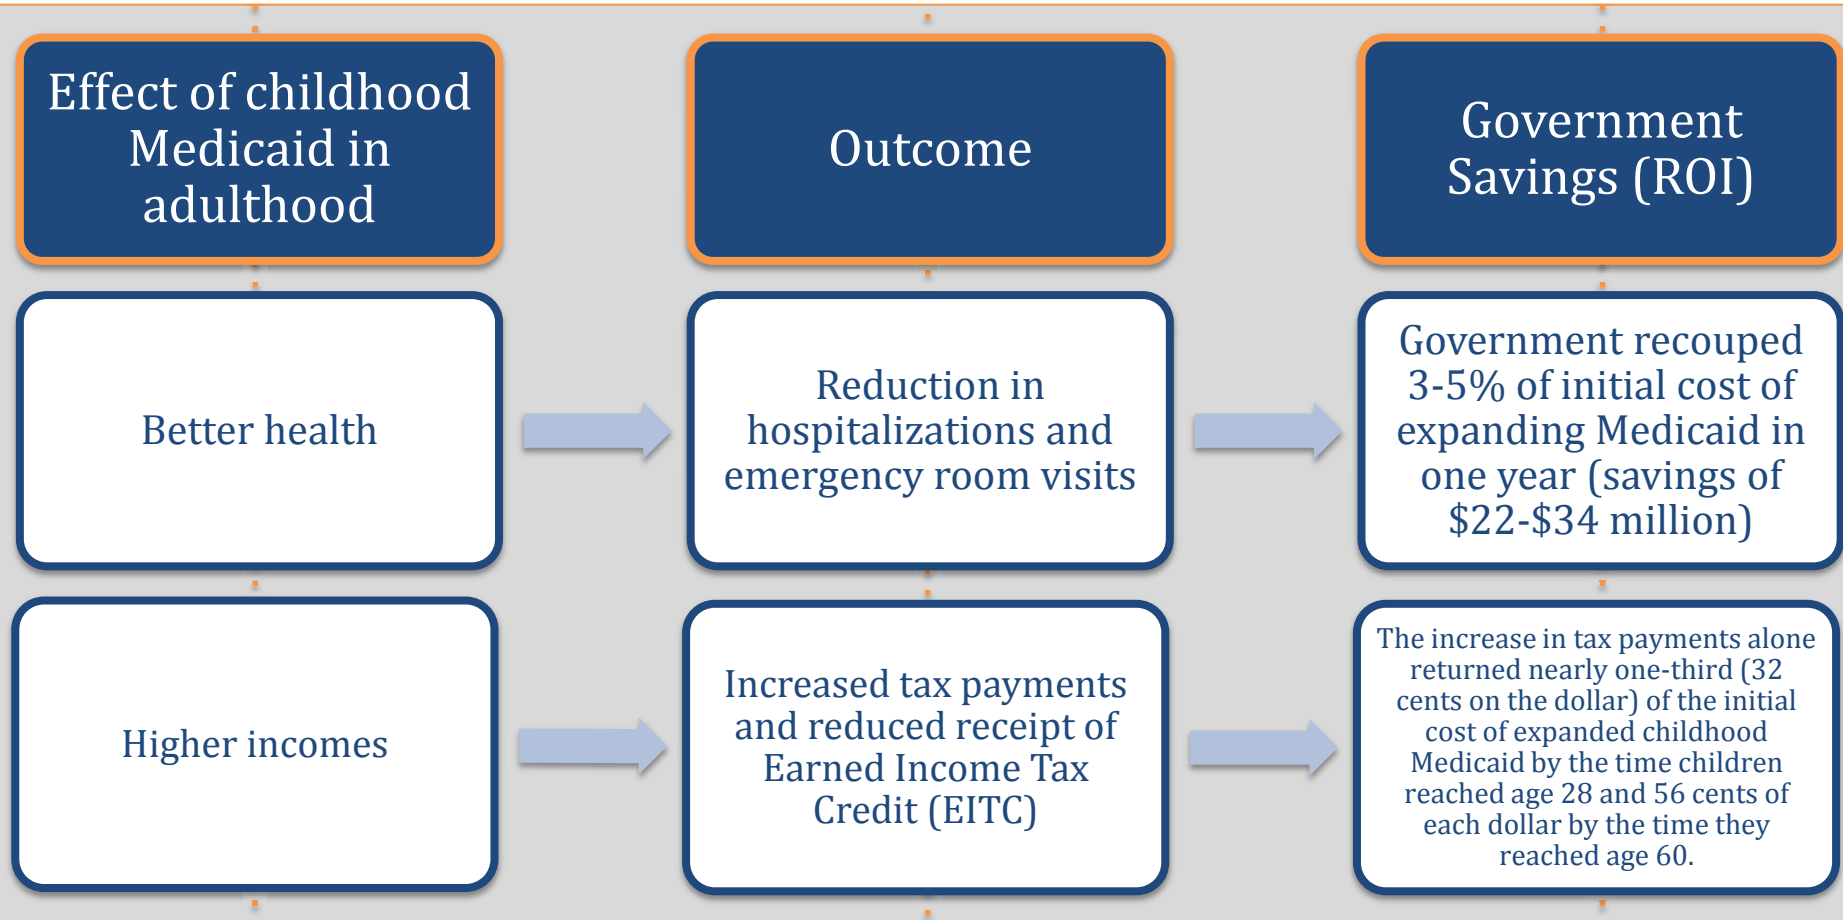 Effect of childhood
Medicaid in
adulthood
Outcome
Government
Savings (ROI)
Better health
Reduction in
hospitalizations and
emergency room visits
Government recouped
3-5% of initial cost of
expanding Medicaid in
one year (savings of
$22-$34 million)
Higher incomes
Increased tax payments
and reduced receipt of
Earned Income Tax
Credit (EITC)
The increase in tax payments alone
returned nearly one-third (32
cents on the dollar) of the initial
cost of expanded childhood
Medicaid by the time children
reached age 28 and 56 cents of
each dollar by the time they
reached age 60.